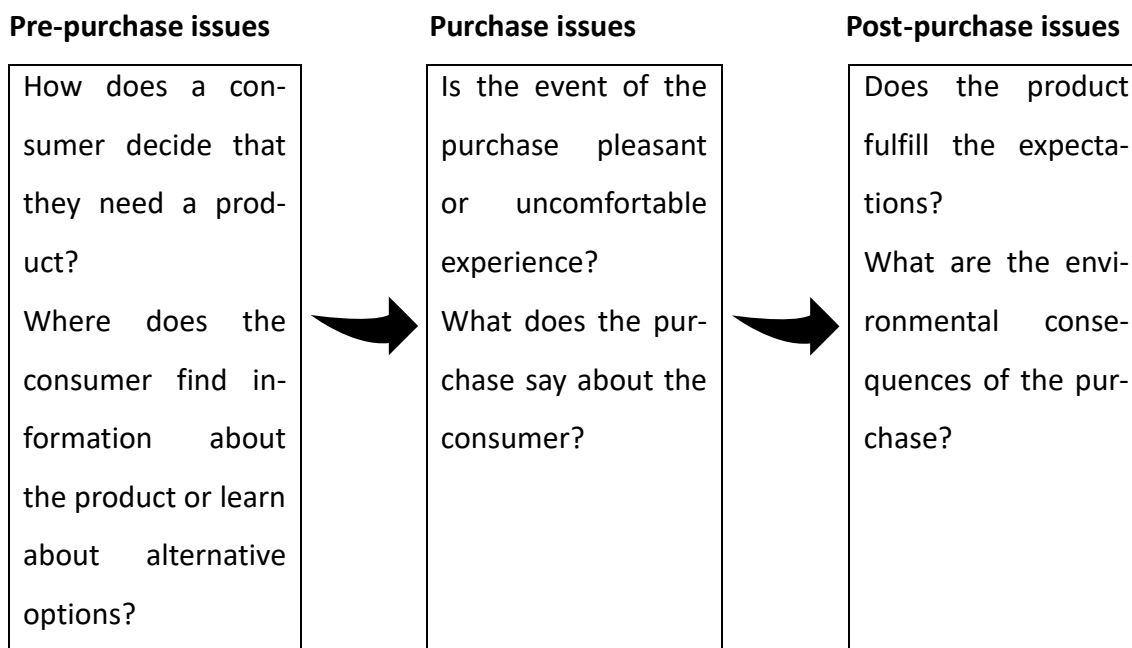 Pre-purchase issues
How does a con-
sumer decide that
they need a prod-
uct?
Where does the
consumer find in-
formation about
the product or learn
about alternative
options?
Purchase issues
Is the event of the
purchase pleasant
or uncomfortable
experience?
What does the pur-
chase say about the
consumer?
Post-purchase issues
Does the product
fulfill the expecta-
tions?
What are the envi-
ronmental conse-
quences of the pur-
chase?